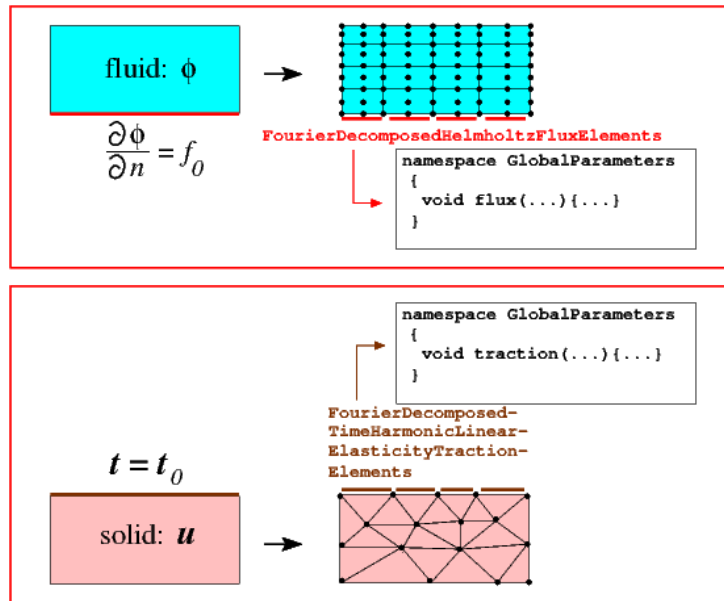 fluid: ϕ
∂ϕ/∂n = f₀
FourierDecomposedHelmholtzFluxElements
namespace GlobalParameters
{
void flux(...){...}
}
namespace GlobalParameters
{
void traction(...){...}
}
FourierDecomposed-
TimeHarmonicLinear-
ElasticityTraction-
Elements
t = t₀
solid: u